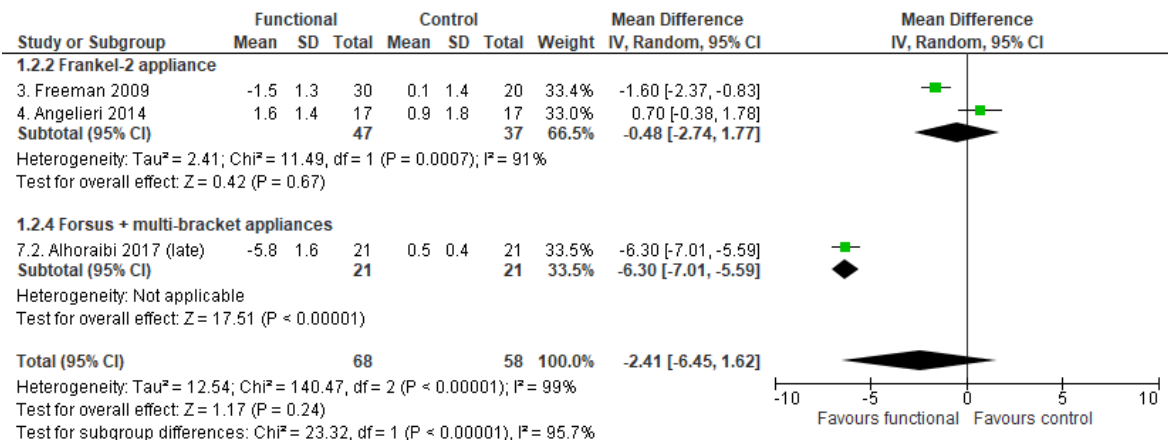 Functional Control Mean Difference Mean Difference
Study or Subgroup Mean SD Total Mean SD Total Weight IV, Random, 95% CI IV, Random, 95% CI
1.2.2 Frankel-2 appliance
3. Freeman 2009 -1.5 1.3 30 0.1 1.4 20 33.4% -1.60 [-2.37, -0.83]
4. Angelieri 2014 1.6 1.4 17 0.9 1.8 17 33.0% 0.70 [-0.38, 1.78]
Subtotal (95% CI) 47 37 66.5% -0.48 [-2.74, 1.77]
Heterogeneity: Tau² = 2.41; Chi² = 11.49, df = 1 (P = 0.0007); I² = 91%
Test for overall effect: Z = 0.42 (P = 0.67)
1.2.4 Forsus + multi-bracket appliances
7.2. Alhoraibi 2017 (late) -5.8 1.6 21 0.5 0.4 21 33.5% -6.30 [-7.01, -5.59]
Subtotal (95% CI) 21 21 33.5% -6.30 [-7.01, -5.59]
Heterogeneity: Not applicable
Test for overall effect: Z = 17.51 (P < 0.00001)
Total (95% CI) 68 58 100.0% -2.41 [-6.45, 1.62]
Heterogeneity: Tau² = 12.54; Chi² = 140.47, df = 2 (P < 0.00001); I² = 99%
Test for overall effect: Z = 1.17 (P = 0.24)
Test for subgroup differences: Chi² = 23.32, df = 1 (P < 0.00001), I² = 95.7%
-10 -5 0 5 10
Favours functional Favours control